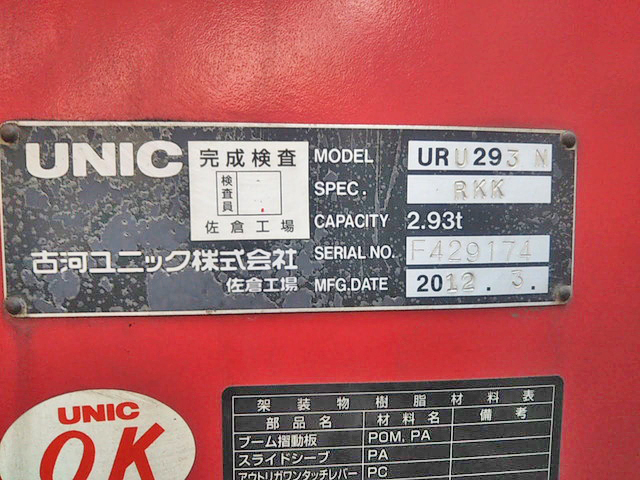 UNIC
完成検査
検査員
佐倉工場
古河ユニック株式会社
佐倉工場
MODEL URU293 N
SPEC. RKK
CAPACITY 2.93t
SERIAL NO. F429174
MFG.DATE 2012.3.
UNIC
OK
架装物樹脂材料表
部品名 材料名 備考
ブーム摺動板 POM, PA
スライドシーブ PA
アウトリガワンタッチレバー PC